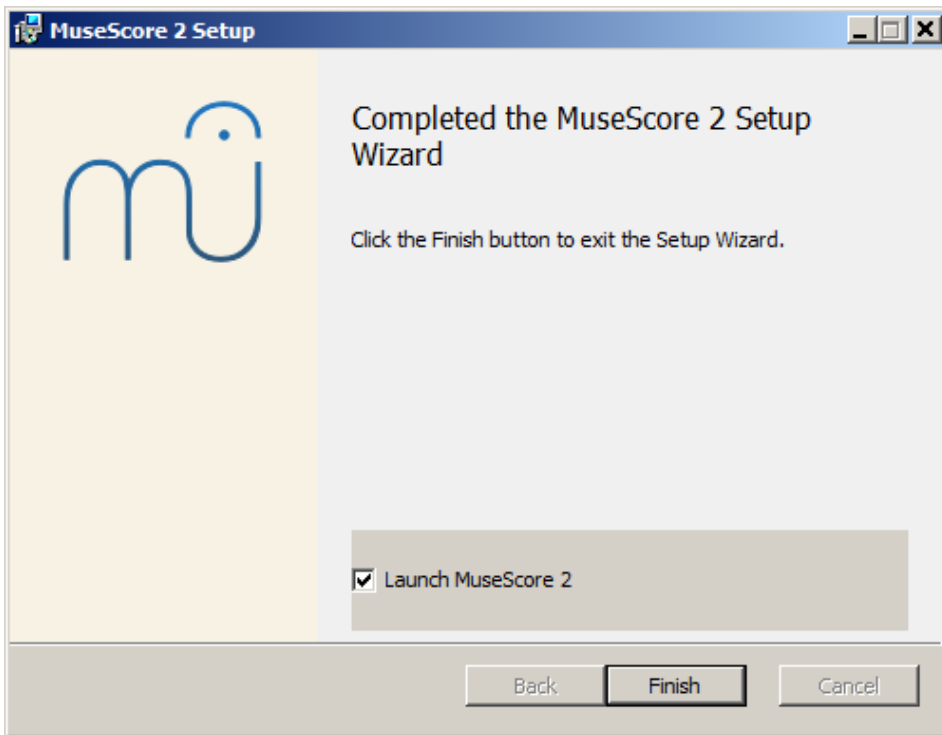 MuseScore 2 Setup
Completed the MuseScore 2 Setup
Wizard
Click the Finish button to exit the Setup Wizard.
Launch MuseScore 2
Back
Finish
Cancel